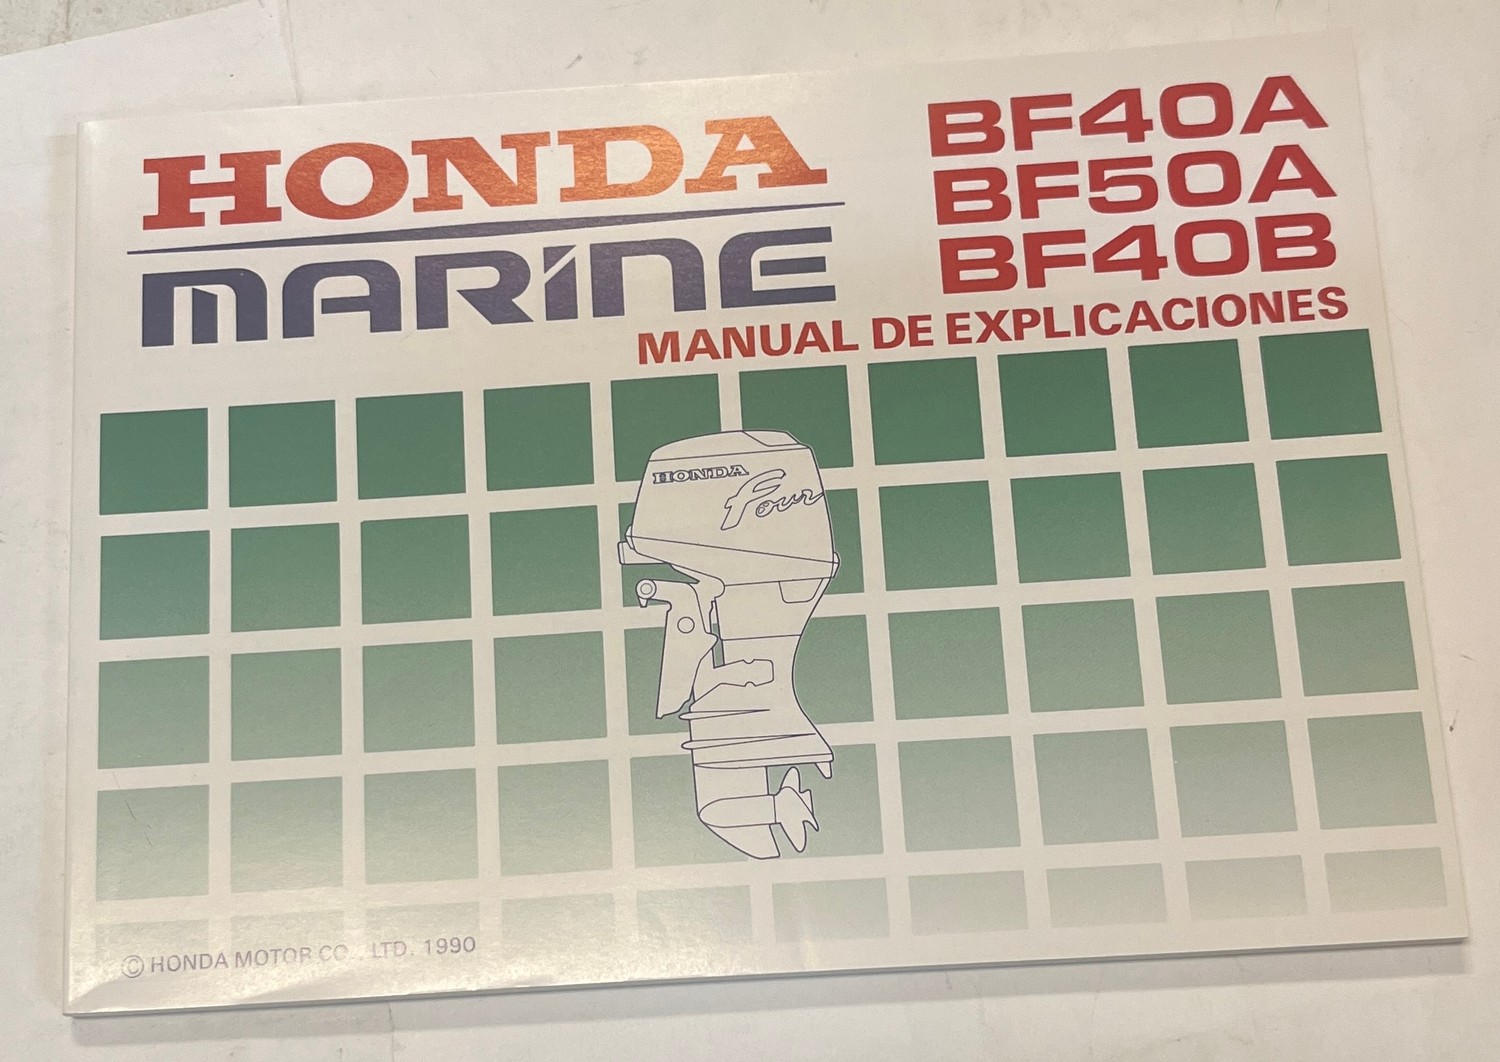 HONDA
MARINE
BF40A
BF50A
BF40B
MANUAL DE EXPLICACIONES
HONDA
Four
© HONDA MOTOR CO., LTD. 1990